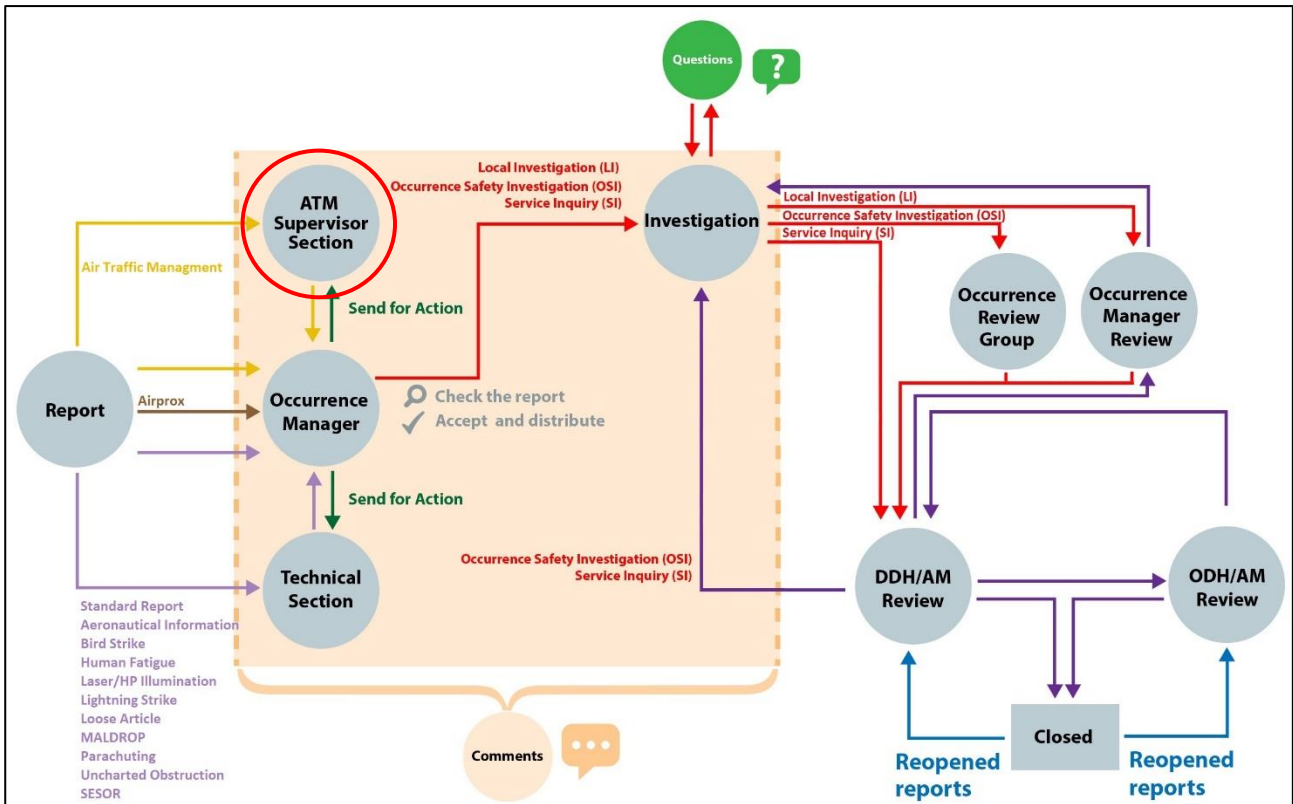 Questions
?
Local Investigation (LI)
Occurrence Safety Investigation (OSI)
Service Inquiry (SI)
ATM
Supervisor
Section
Investigation
Local Investigation (LI)
Occurrence Safety Investigation (OSI)
Service Inquiry (SI)
Air Traffic Managment
Send for Action
Occurrence
Review
Group
Occurrence
Manager
Review
Report
Airprox
Occurrence
Manager
Check the report
Accept and distribute
Send for Action
Technical
Section
Occurrence Safety Investigation (OSI)
Service Inquiry (SI)
DDH/AM
Review
ODH/AM
Review
Standard Report
Aeronautical Information
Bird Strike
Human Fatigue
Laser/HP Illumination
Lightning Strike
Loose Article
MALDROP
Parachuting
Uncharted Obstruction
SESOR
Comments
Closed
Reopened
reports
Reopened
reports